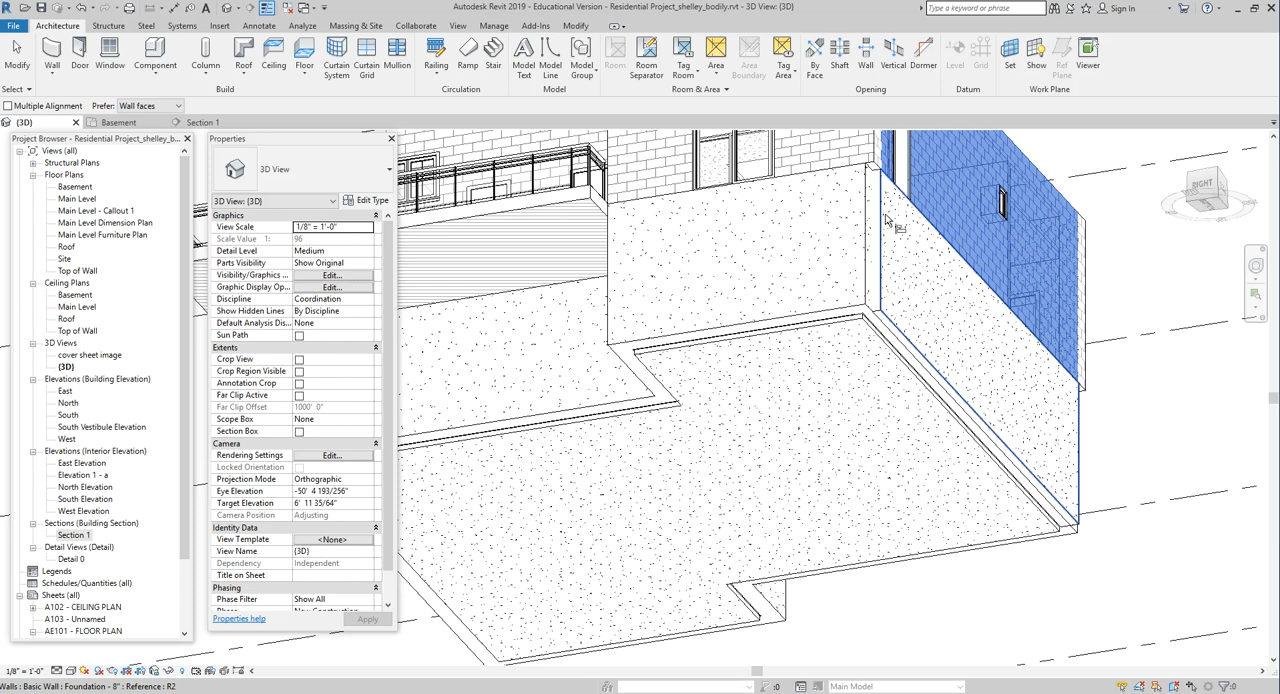 Autodesk Revit 2019 - Educational Version - Residential Project_shelley_bodily.rvt - 3D View: {3D}
Type a keyword or phrase
Sign In
File
Architecture
Structure
Steel
Systems
Insert
Annotate
Analyze
Massing & Site
Collaborate
View
Manage
Add-Ins
Modify
Modify
Wall
Door
Window
Component
Column
Roof
Ceiling
Floor
Curtain System
Curtain Grid
Mullion
Railing
Ramp
Stair
Model Text
Model Line
Model Group
Room
Room Separator
Tag Room
Area
Area Boundary
Tag Area
By Face
Shaft
Wall
Vertical
Dormer
Level
Grid
Set
Show
Ref Plane
Viewer
Select
Build
Circulation
Model
Room & Area
Opening
Datum
Work Plane
Multiple Alignment
Prefer:
Wall faces
{3D}
Basement
Section 1
Project Browser - Residential Project_shelley_b...
Views (all)
Structural Plans
Floor Plans
Basement
Main Level
Main Level - Callout 1
Main Level Dimension Plan
Main Level Furniture Plan
Roof
Site
Top of Wall
Ceiling Plans
Basement
Main Level
Roof
Top of Wall
3D Views
cover sheet image
{3D}
Elevations (Building Elevation)
East
North
South
South Vestibule Elevation
West
Elevations (Interior Elevation)
East Elevation
Elevation 1 - a
North Elevation
South Elevation
West Elevation
Sections (Building Section)
Section 1
Detail Views (Detail)
Detail 0
Legends
Schedules/Quantities (all)
Sheets (all)
A102 - CEILING PLAN
A103 - Unnamed
AE101 - FLOOR PLAN
Properties
3D View
3D View: {3D}
Edit Type
Graphics
View Scale 1/8" = 1'-0"
Scale Value 1: 96
Detail Level Medium
Parts Visibility Show Original
Visibility/Graphics ... Edit...
Graphic Display Op... Edit...
Discipline Coordination
Show Hidden Lines By Discipline
Default Analysis Dis... None
Sun Path
Extents
Crop View
Crop Region Visible
Annotation Crop
Far Clip Active
Far Clip Offset 1000' 0"
Scope Box None
Section Box
Camera
Rendering Settings Edit...
Locked Orientation
Projection Mode Orthographic
Eye Elevation -50' 4 193/256"
Target Elevation 6' 11 35/64"
Camera Position Adjusting
Identity Data
View Template <None>
View Name {3D}
Dependency Independent
Title on Sheet
Phasing
Phase Filter Show All
Properties help
Apply
RIGHT
1/8" = 1'-0"
Walls : Basic Wall : Foundation - 8" : Reference : R2
:0
Main Model
:0